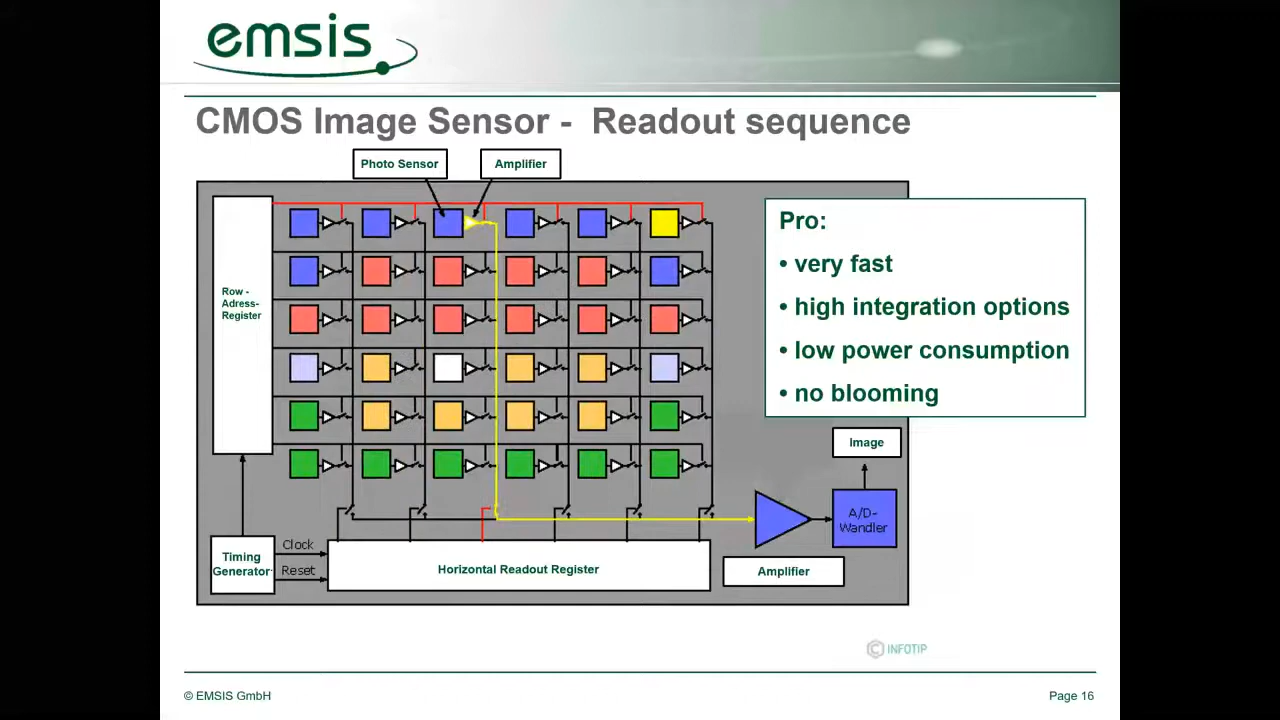 emsis
CMOS Image Sensor - Readout sequence
Photo Sensor
Amplifier
Pro:
• very fast
• high integration options
• low power consumption
• no blooming
Row -
Adress-
Register
Image
A/D-
Wandler
Clock
Reset
Timing
Generator
Horizontal Readout Register
Amplifier
C INFOTIP
© EMSIS GmbH
Page 16